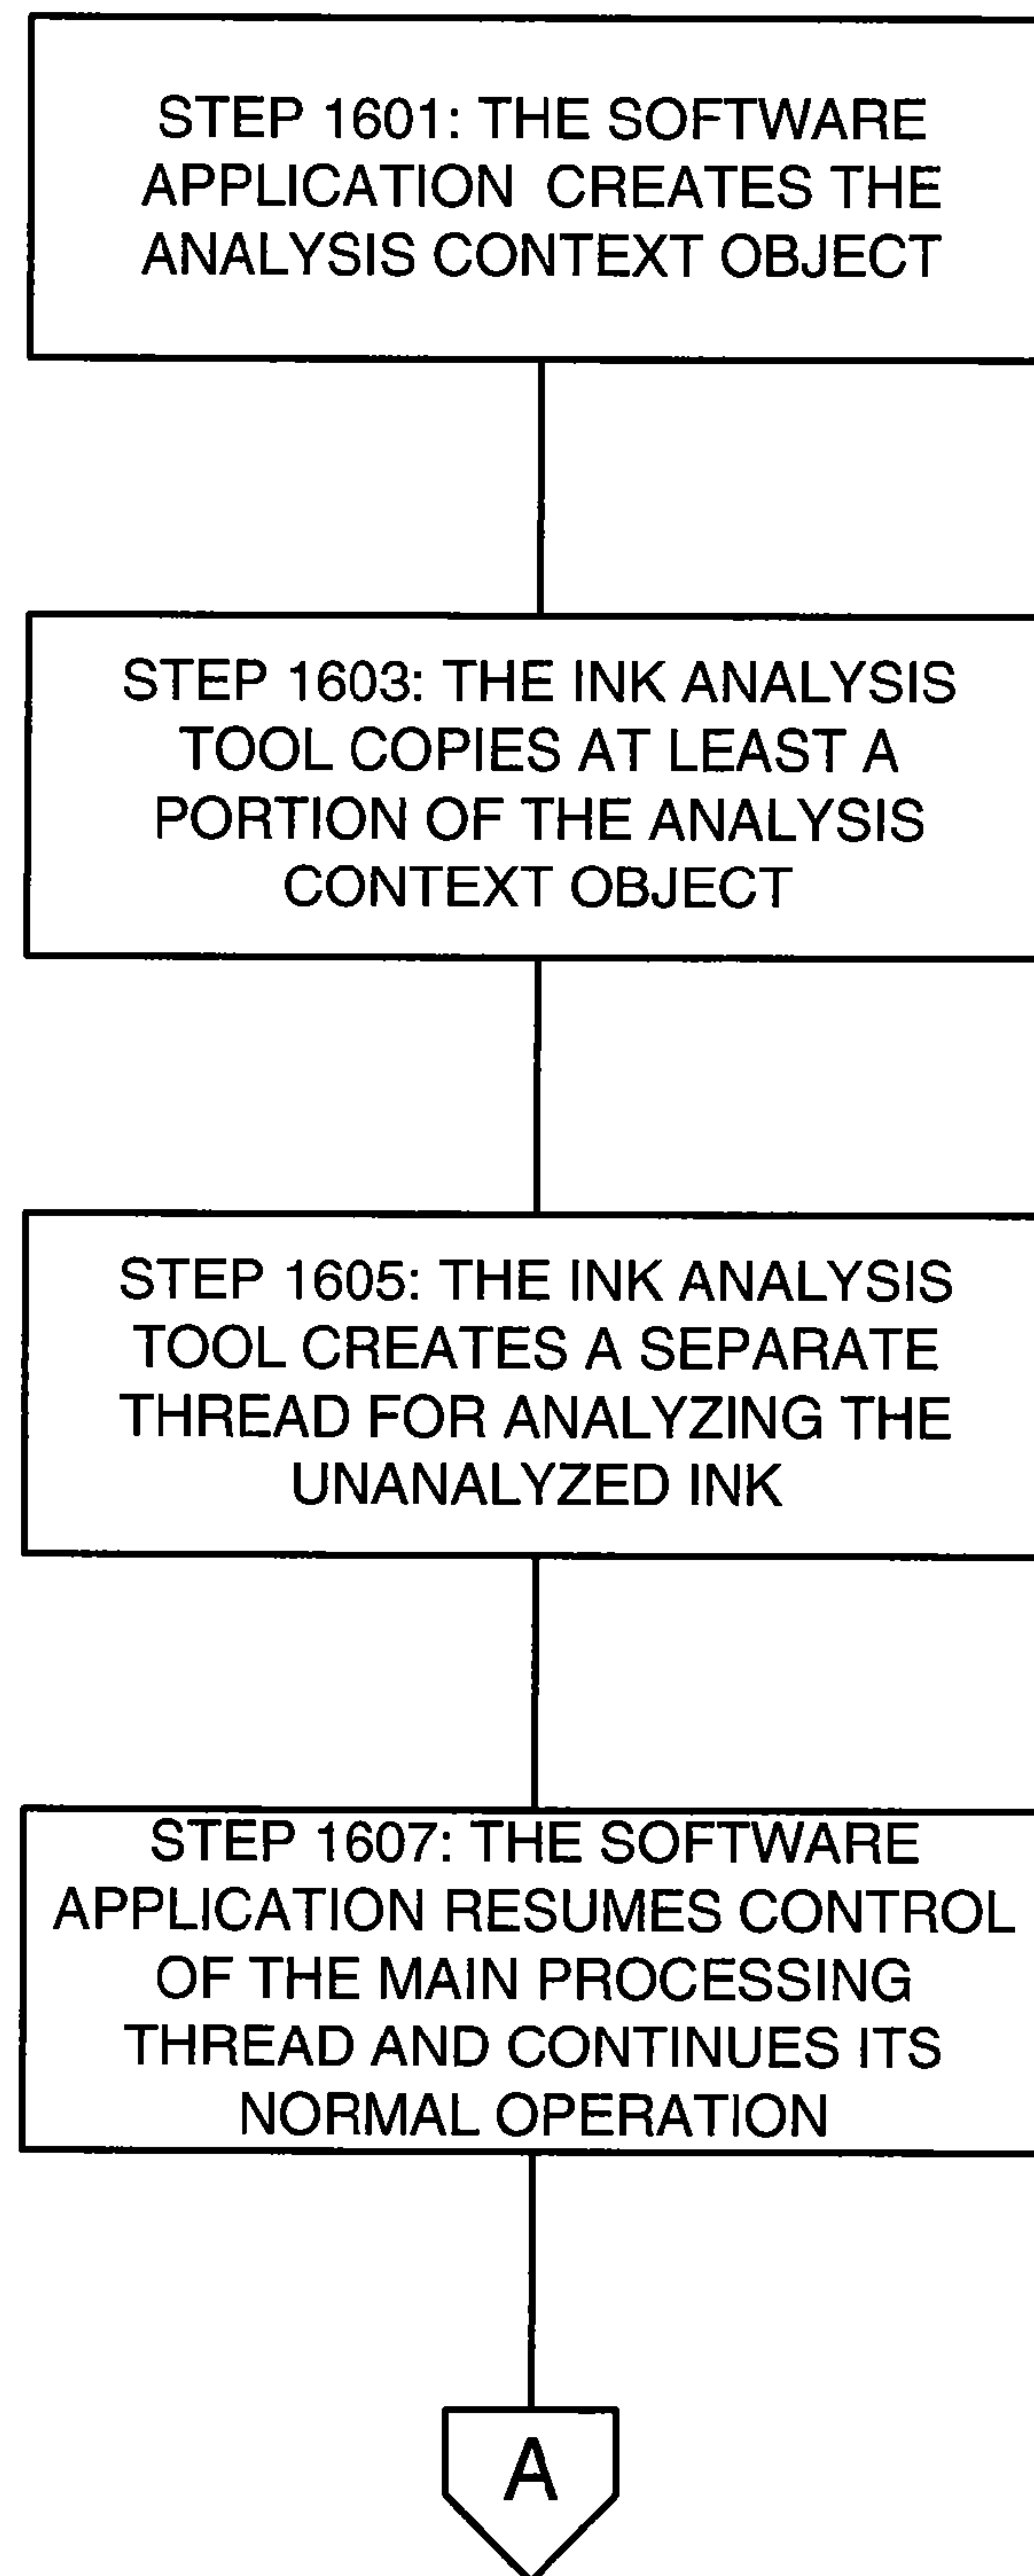 STEP 1601: THE SOFTWARE
APPLICATION CREATES THE
ANALYSIS CONTEXT OBJECT
STEP 1603: THE INK ANALYSIS
TOOL COPIES AT LEAST A
PORTION OF THE ANALYSIS
CONTEXT OBJECT
STEP 1605: THE INK ANALYSIS
TOOL CREATES A SEPARATE
THREAD FOR ANALYZING THE
UNANALYZED INK
STEP 1607: THE SOFTWARE
APPLICATION RESUMES CONTROL
OF THE MAIN PROCESSING
THREAD AND CONTINUES ITS
NORMAL OPERATION
A